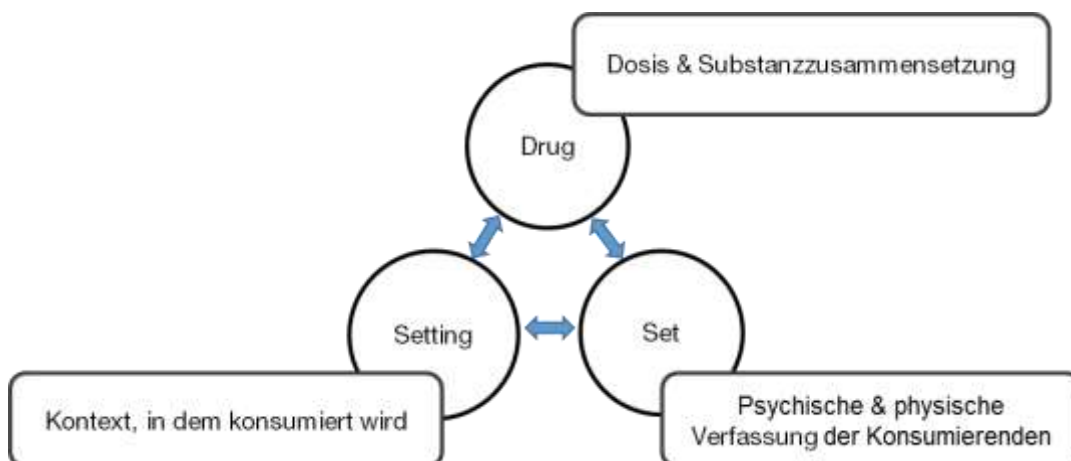 Dosis & Substanzzusammensetzung
Drug
Setting
Set
Kontext, in dem konsumiert wird
Psychische & physische
Verfassung der Konsumierenden